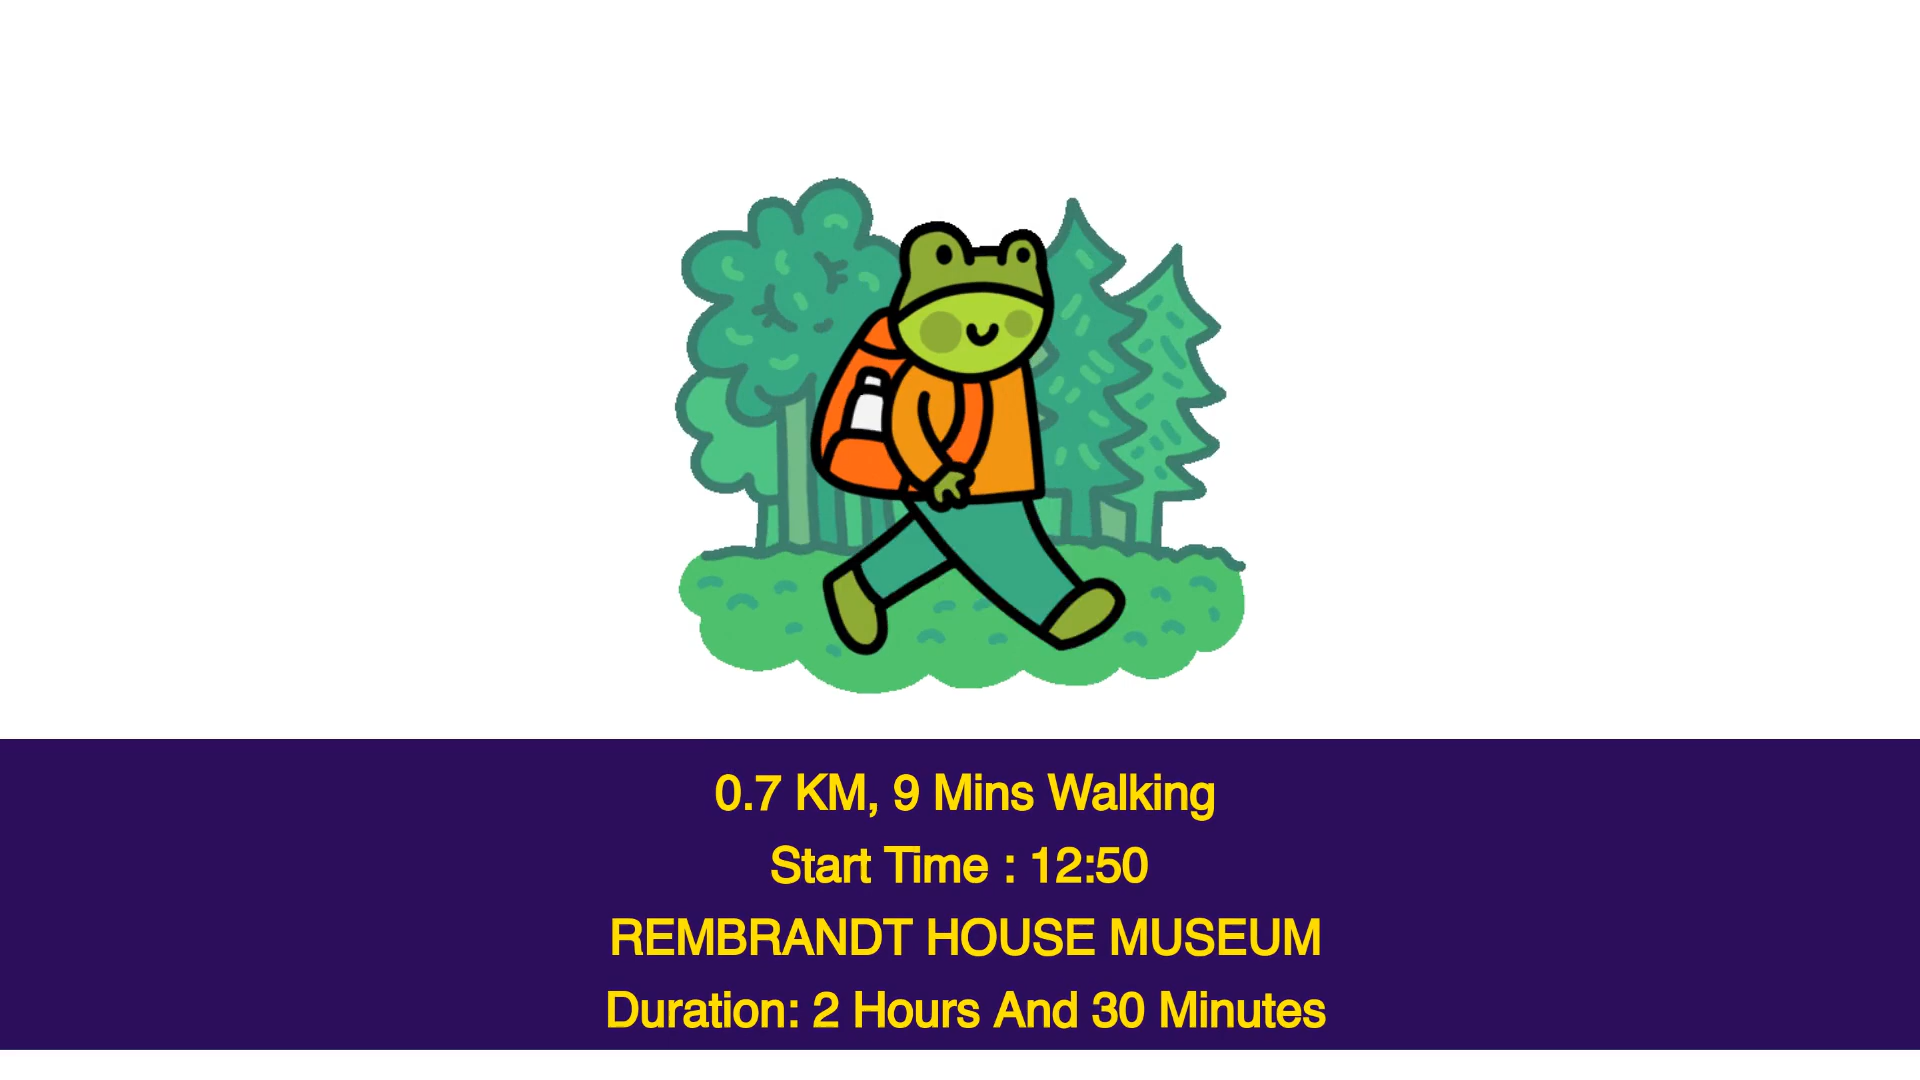 0.7 KM, 9 Mins Walking
Start Time : 12:50
REMBRANDT HOUSE MUSEUM
Duration: 2 Hours And 30 Minutes